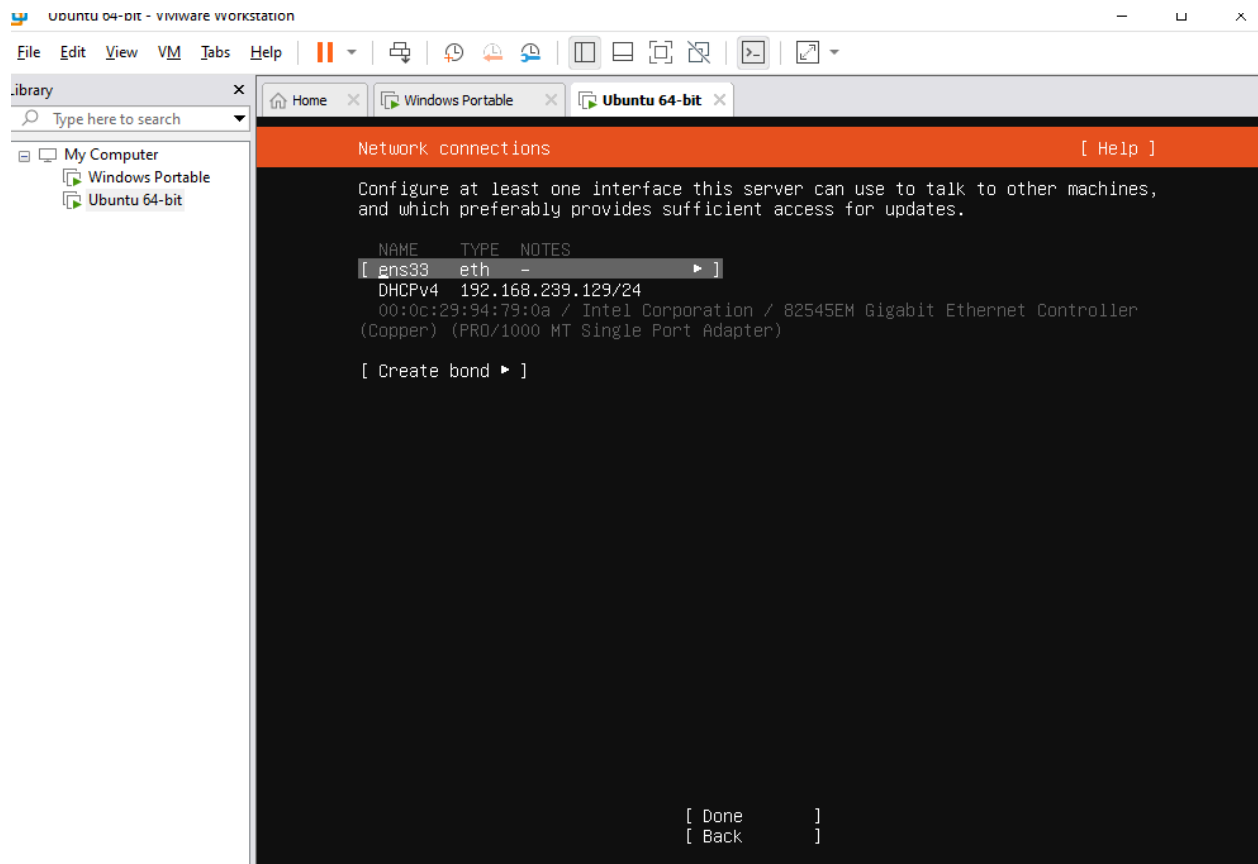 Ubuntu 64-bit - VMware Workstation
File Edit View VM Tabs Help
Library
Type here to search
My Computer
Windows Portable
Ubuntu 64-bit
Home
Windows Portable
Ubuntu 64-bit
Network connections [ Help ]
Configure at least one interface this server can use to talk to other machines,
and which preferably provides sufficient access for updates.
NAME TYPE NOTES
[ ens33 eth - ▸ ]
DHCPv4 192.168.239.129/24
00:0c:29:94:79:0a / Intel Corporation / 82545EM Gigabit Ethernet Controller
(Copper) (PRO/1000 MT Single Port Adapter)
[ Create bond ▸ ]
[ Done ]
[ Back ]